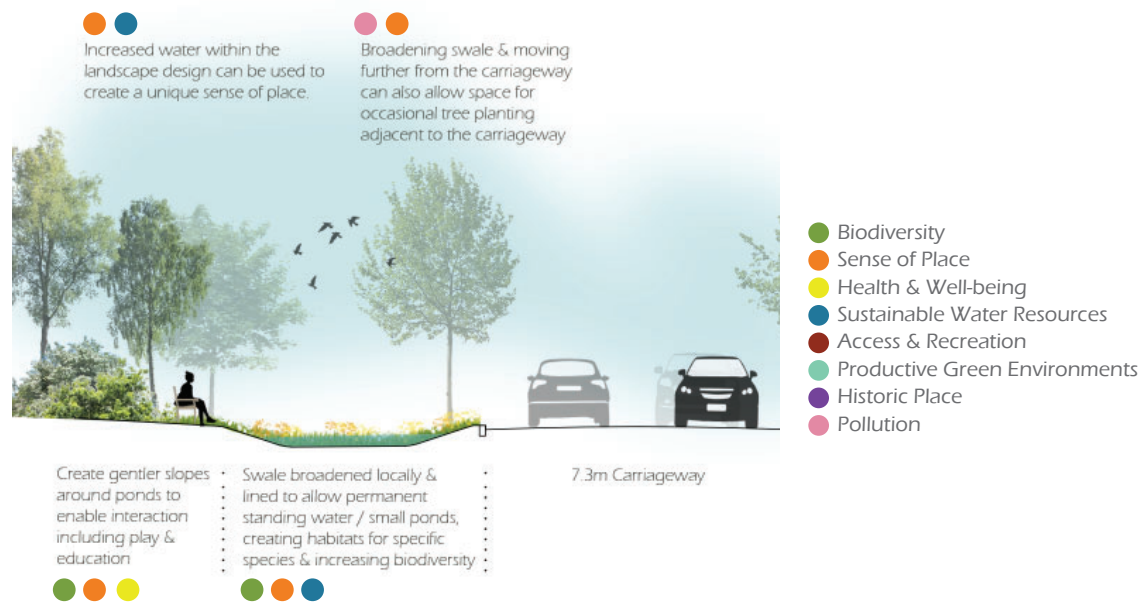 Increased water within the
landscape design can be used to
create a unique sense of place.
Broadening swale & moving
further from the carriageway
can also allow space for
occasional tree planting
adjacent to the carriageway
Biodiversity
Sense of Place
Health & Well-being
Sustainable Water Resources
Access & Recreation
Productive Green Environments
Historic Place
Pollution
Create gentler slopes
around ponds to
enable interaction
including play &
education
Swale broadened locally &
lined to allow permanent
standing water / small ponds,
creating habitats for specific
species & increasing biodiversity
7.3m Carriageway